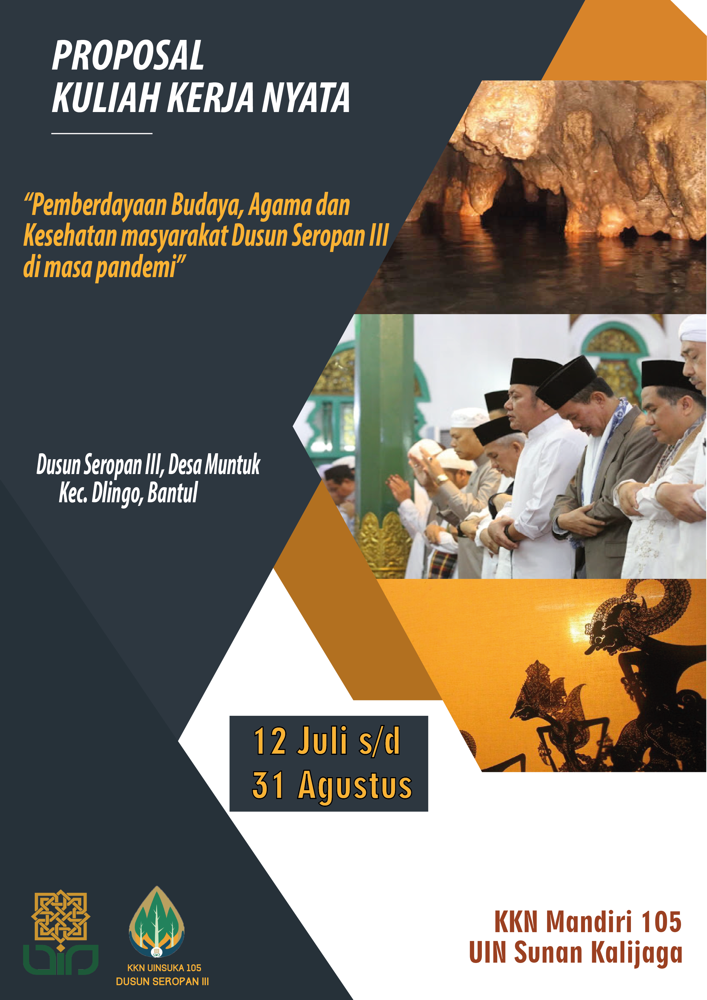 PROPOSAL
KULIAH KERJA NYATA
“Pemberdayaan Budaya, Agama dan
Kesehatan masyarakat Dusun Seropan III
di masa pandemi”
Dusun Seropan III, Desa Muntuk
Kec. Dlingo, Bantul
12 Juli s/d
31 Agustus
uin
KKN UINSUKA 105
DUSUN SEROPAN III
KKN Mandiri 105
UIN Sunan Kalijaga